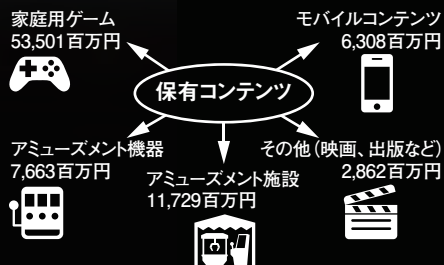 家庭用ゲーム
53,501百万円
モバイルコンテンツ
6,308百万円
保有コンテンツ
アミューズメント機器
7,663百万円
アミューズメント施設
11,729百万円
その他（映画、出版など）
2,862百万円